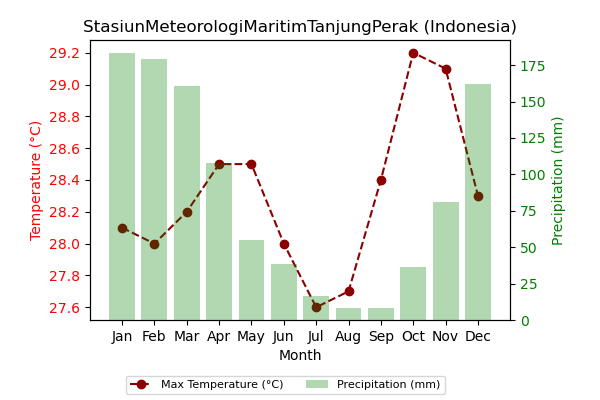 StasiunMeteorologiMaritimTanjungPerak (Indonesia)
Temperature (°C)
29.2
29.0
28.8
28.6
28.4
28.2
28.0
27.8
27.6
175
150
125
100
75
50
25
0
Precipitation (mm)
Jan Feb Mar Apr May Jun Jul Aug Sep Oct Nov Dec
Month
Max Temperature (°C) Precipitation (mm)